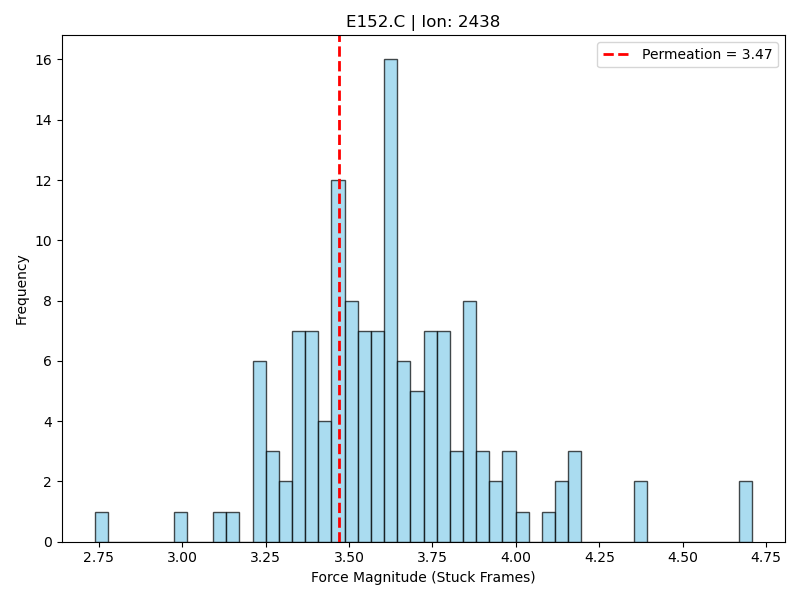 E152.C | Ion: 2438
Permeation = 3.47
16
14
12
10
8
6
4
2
0
Frequency
2.75 3.00 3.25 3.50 3.75 4.00 4.25 4.50 4.75
Force Magnitude (Stuck Frames)